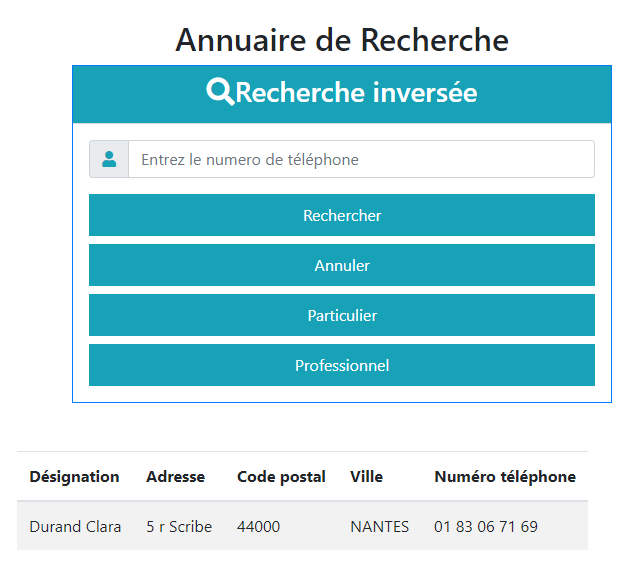 Annuaire de Recherche
Recherche inversée
Entrez le numero de téléphone
Rechercher
Annuler
Particulier
Professionnel
Désignation Adresse Code postal Ville Numéro téléphone
Durand Clara 5 r Scribe 44000 NANTES 01 83 06 71 69